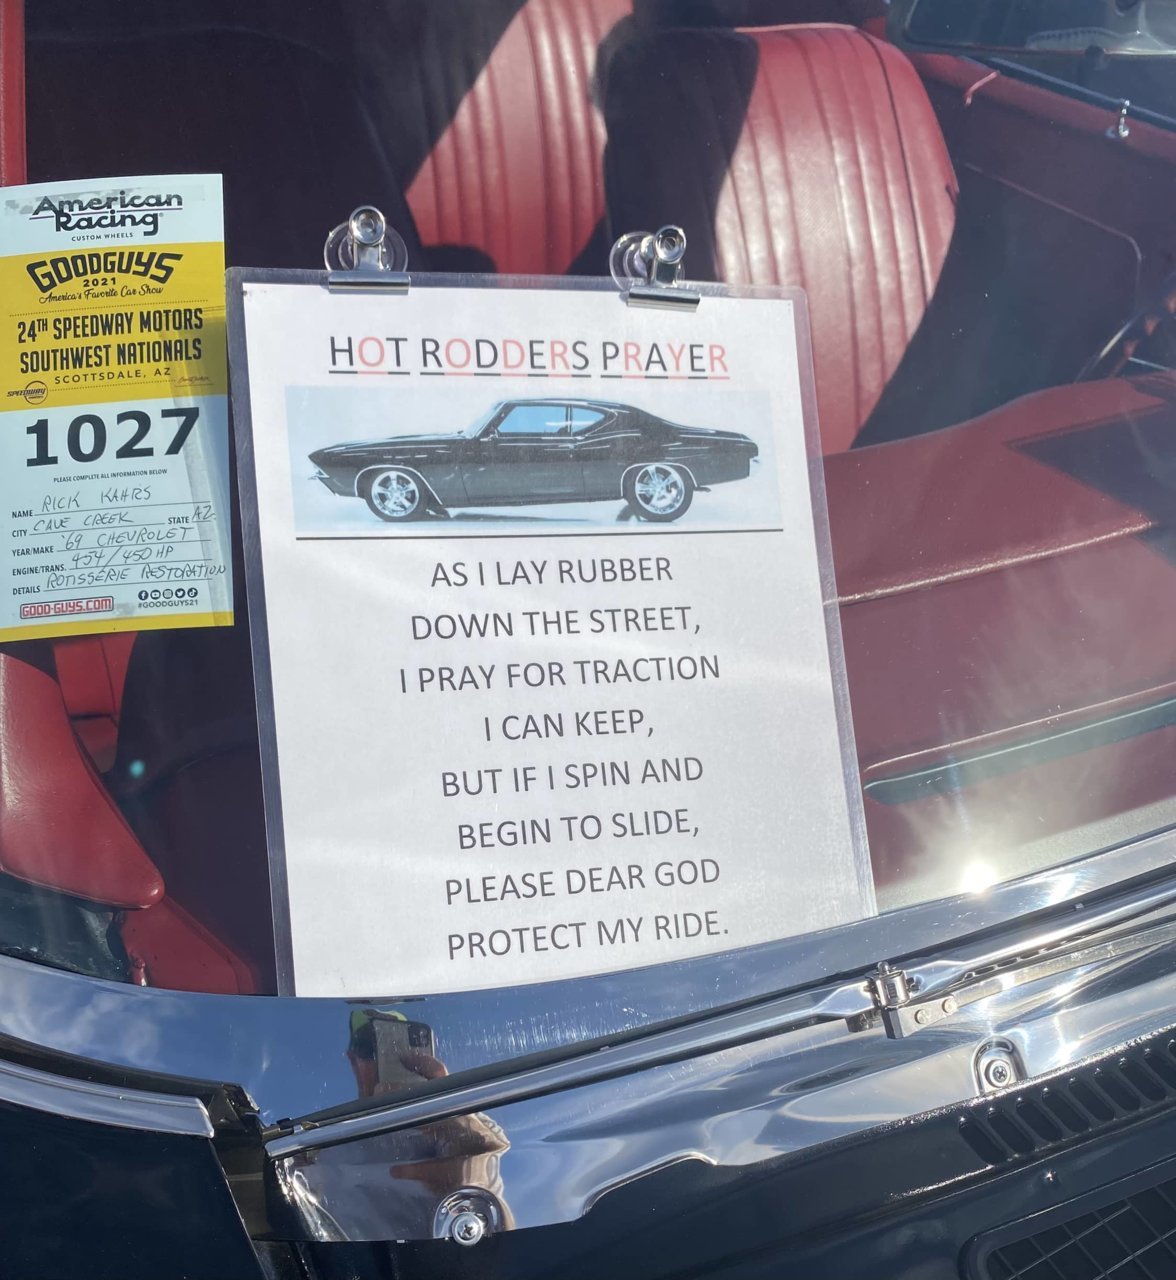 American
Racing
CUSTOM WHEELS
GOODGUYS
2021
America's Favorite Car Show
24TH SPEEDWAY MOTORS
SOUTHWEST NATIONALS
SCOTTSDALE, AZ
SPEEDWAY
1027
PLEASE COMPLETE ALL INFORMATION BELOW
NAME RICK KAHRS
CITY CAVE CREEK STATE AZ
YEAR/MAKE '69 CHEVROLET
ENGINE/TRANS. 454/450 HP
DETAILS ROTISSERIE RESTORATION
GOOD-GUYS.COM
#GOODGUYS21
HOT RODDERS PRAYER
AS I LAY RUBBER
DOWN THE STREET,
I PRAY FOR TRACTION
I CAN KEEP,
BUT IF I SPIN AND
BEGIN TO SLIDE,
PLEASE DEAR GOD
PROTECT MY RIDE.